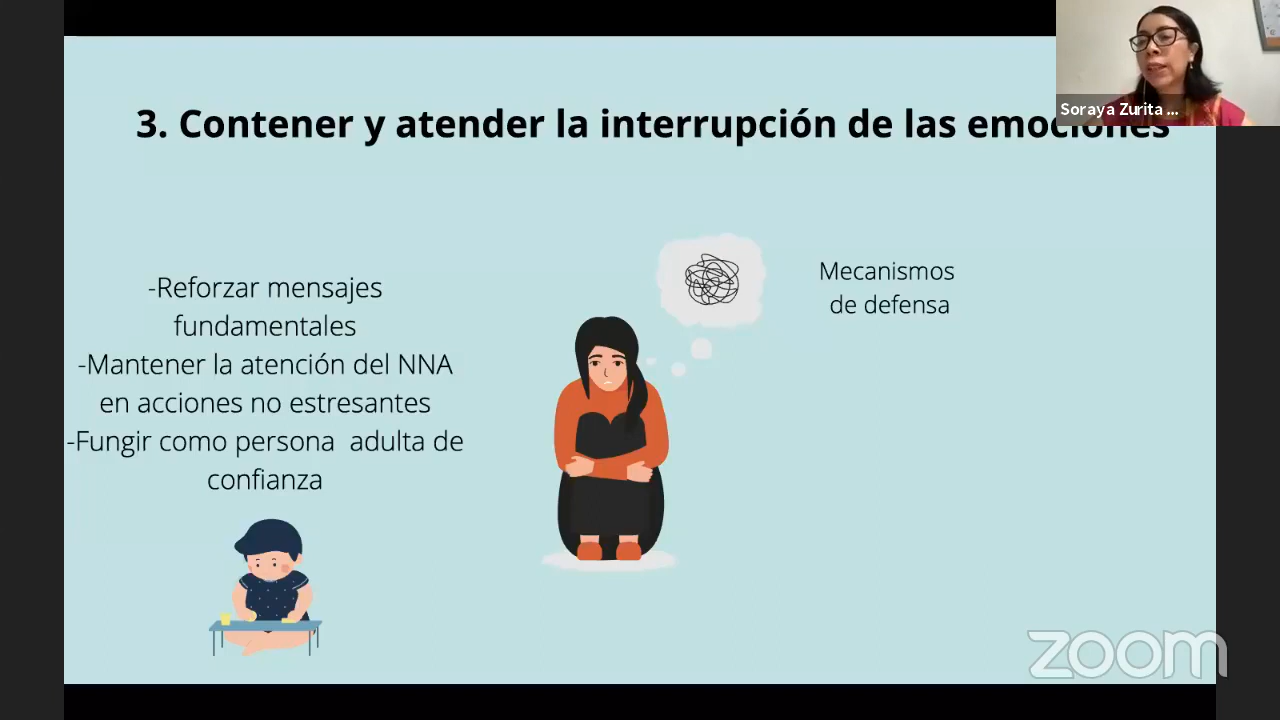 3. Contener y atender la interrupción de las emociones
Soraya Zurita ...
-Reforzar mensajes
fundamentales
-Mantener la atención del NNA
en acciones no estresantes
-Fungir como persona adulta de
confianza
Mecanismos
de defensa
zoom